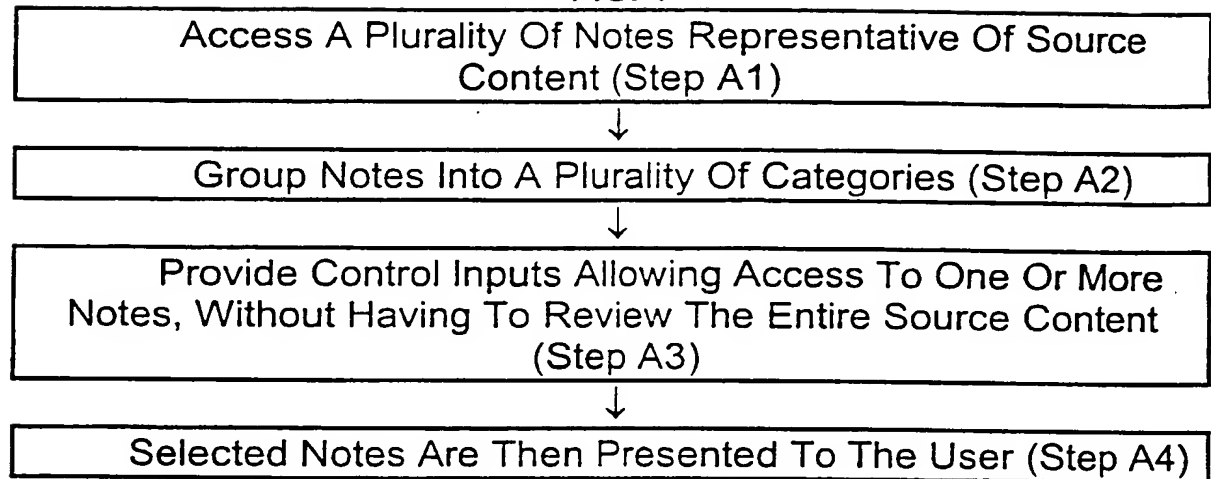 Access A Plurality Of Notes Representative Of Source
Content (Step A1)
↓
Group Notes Into A Plurality Of Categories (Step A2)
↓
Provide Control Inputs Allowing Access To One Or More
Notes, Without Having To Review The Entire Source Content
(Step A3)
↓
Selected Notes Are Then Presented To The User (Step A4)